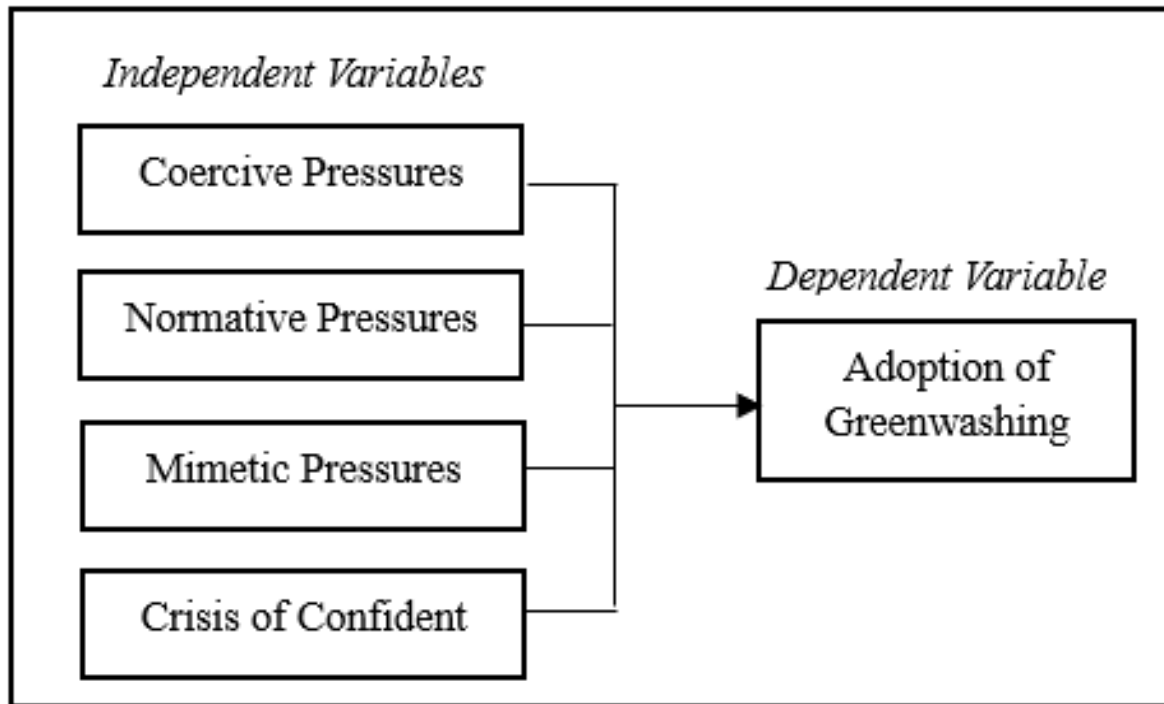 Independent Variables
Coercive Pressures
Normative Pressures
Mimetic Pressures
Crisis of Confident
Dependent Variable
Adoption of
Greenwashing